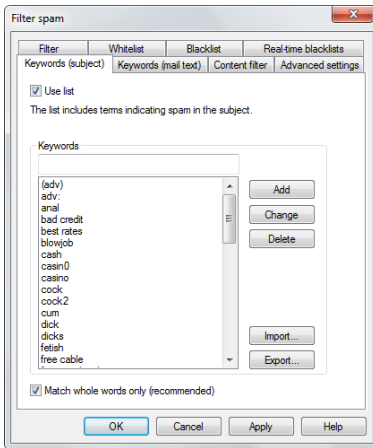 Filter spam
Filter Whitelist Blacklist Real-time blacklists
Keywords (subject) Keywords (mail text) Content filter Advanced settings
Use list
The list includes terms indicating spam in the subject.
Keywords
(adv)
adv:
anal
bad credit
best rates
blowjob
cash
casin0
casino
cock
cock2
cum
dick
dicks
fetish
free cable
Add
Change
Delete
Import...
Export...
Match whole words only (recommended)
OK Cancel Apply Help